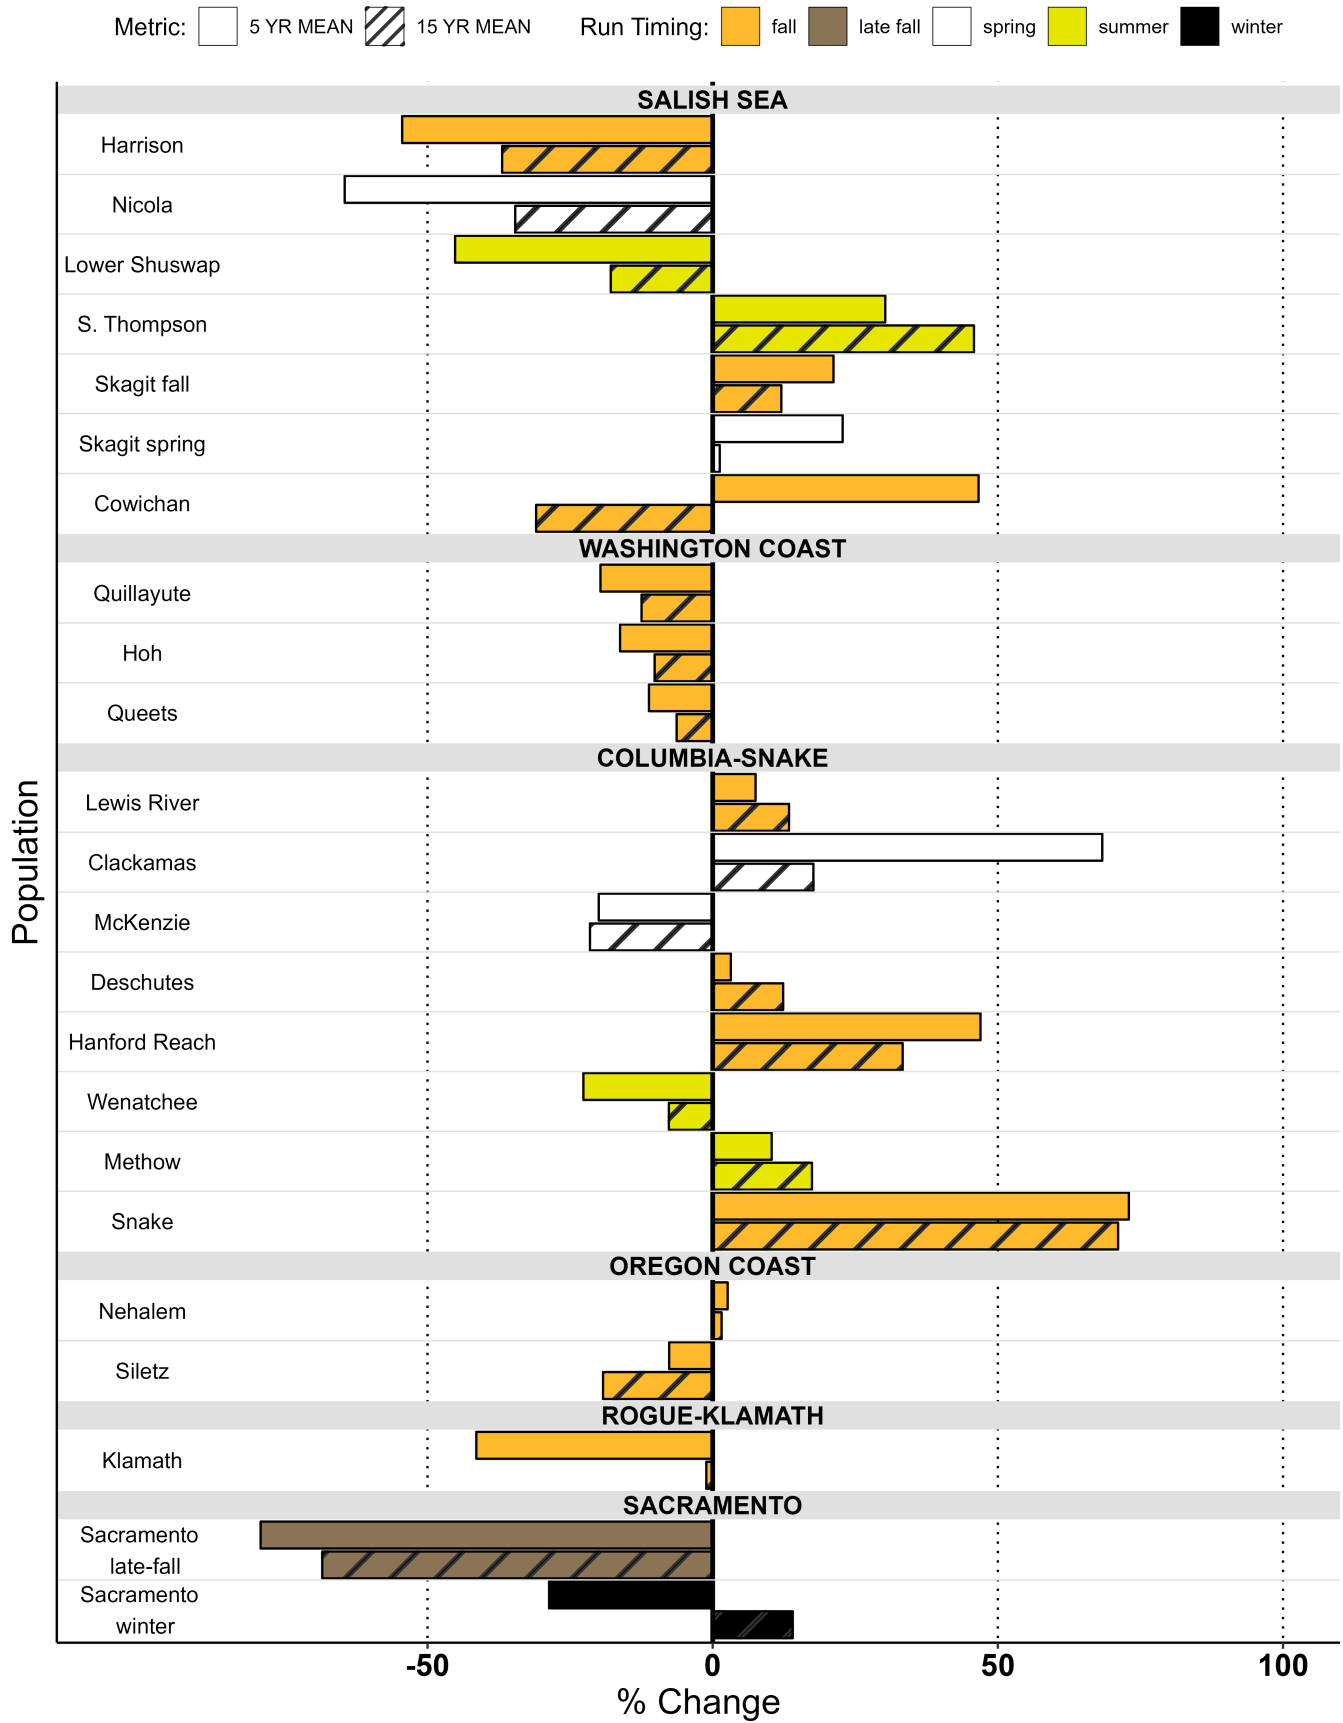 Metric: 5 YR MEAN 15 YR MEAN Run Timing: fall late fall spring summer winter
SALISH SEA
Harrison
Nicola
Lower Shuswap
S. Thompson
Skagit fall
Skagit spring
Cowichan
WASHINGTON COAST
Quillayute
Hoh
Queets
COLUMBIA-SNAKE
Lewis River
Clackamas
McKenzie
Deschutes
Hanford Reach
Wenatchee
Methow
Snake
OREGON COAST
Nehalem
Siletz
ROGUE-KLAMATH
Klamath
SACRAMENTO
Sacramento
late-fall
Sacramento
winter
Population
-50 0 50 100
% Change